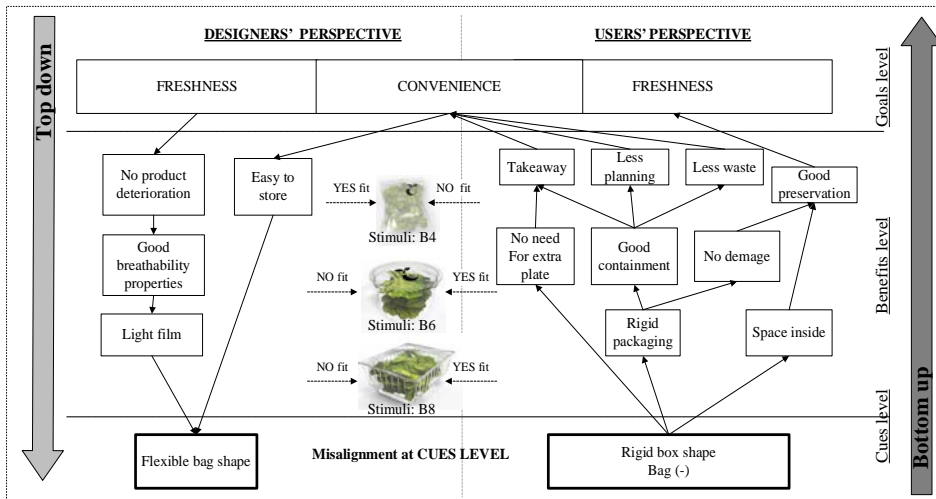 DESIGNERS' PERSPECTIVE
USERS' PERSPECTIVE
Top down
FRESHNESS
CONVENIENCE
FRESHNESS
Goals level
No product
deterioration
Easy to
store
Good
breathability
properties
Light film
YES fit
NO fit
Stimuli: B4
NO fit
YES fit
Stimuli: B6
NO fit
YES fit
Stimuli: B8
Takeaway
Less
planning
Less waste
Good
preservation
No need
For extra
plate
Good
containment
No demage
Rigid
packaging
Space inside
Benefits level
Flexible bag shape
Misalignment at CUES LEVEL
Rigid box shape
Bag (-)
Cues level
Bottom up